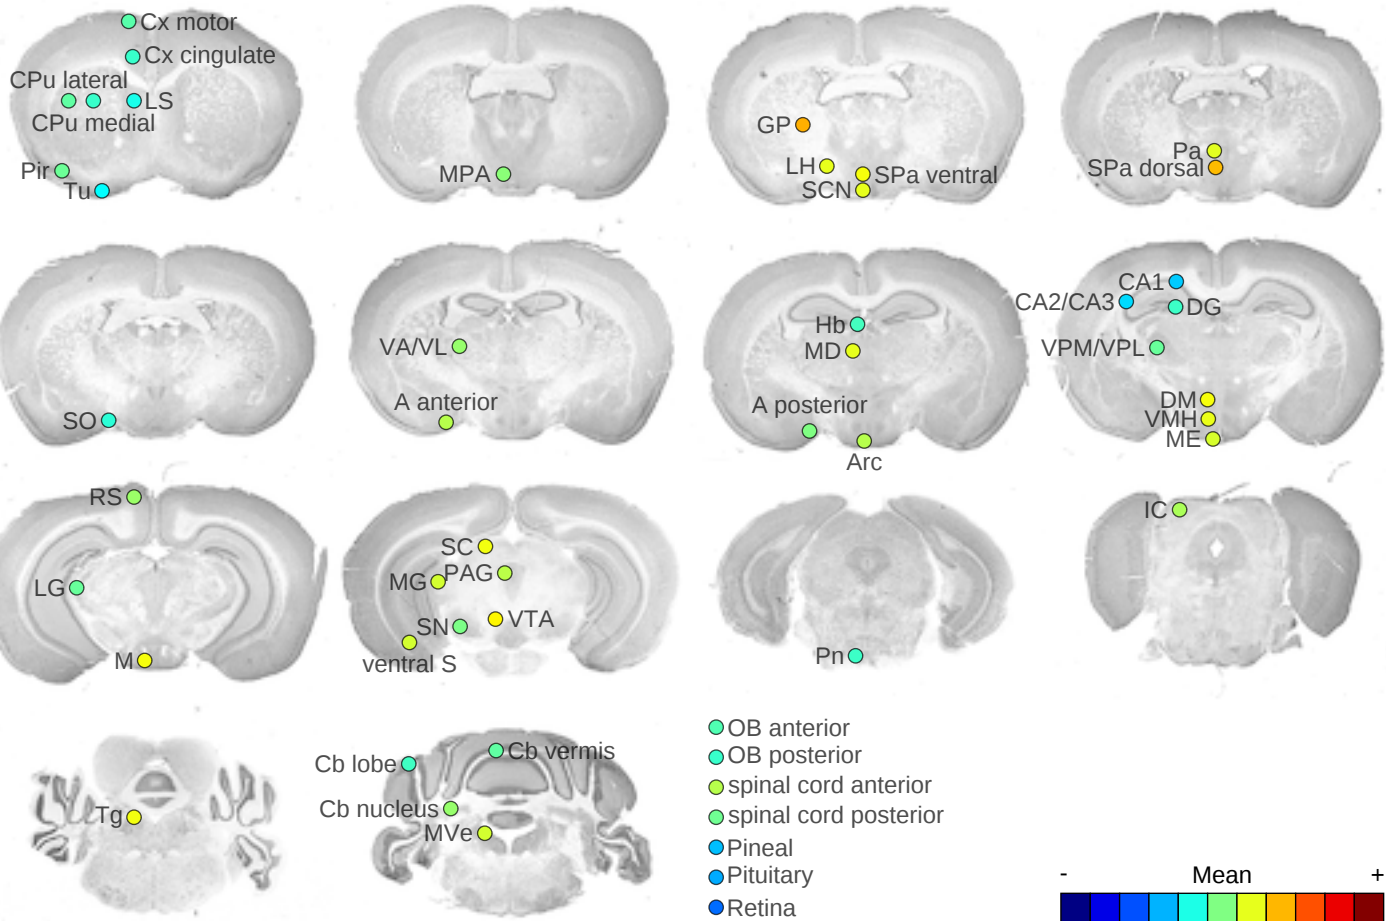 Cx motor
Cx cingulate
CPu lateral
LS
CPu medial
Pir
Tu
MPA
GP
LH
SPa ventral
SCN
Pa
SPa dorsal
SO
VA/VL
A anterior
Hb
MD
A posterior
Arc
CA1
CA2/CA3
DG
VPM/VPL
DM
VMH
ME
RS
LG
M
SC
PAG
MG
VTA
SN
ventral S
Pn
IC
Tg
Cb vermis
Cb lobe
Cb nucleus
MVe
OB anterior
OB posterior
spinal cord anterior
spinal cord posterior
Pineal
Pituitary
Retina
- Mean +